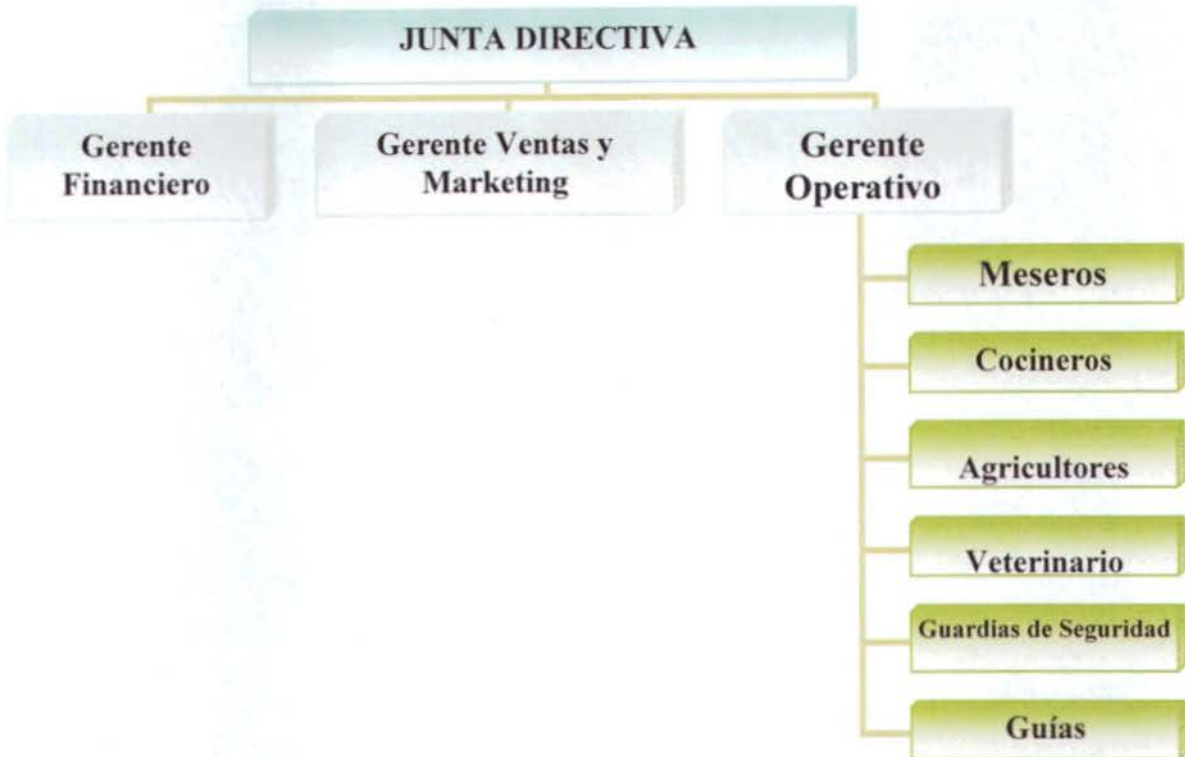 JUNTA DIRECTIVA
Gerente
Financiero
Gerente Ventas y
Marketing
Gerente
Operativo
Meseros
Cocineros
Agricultores
Veterinario
Guardias de Seguridad
Guías